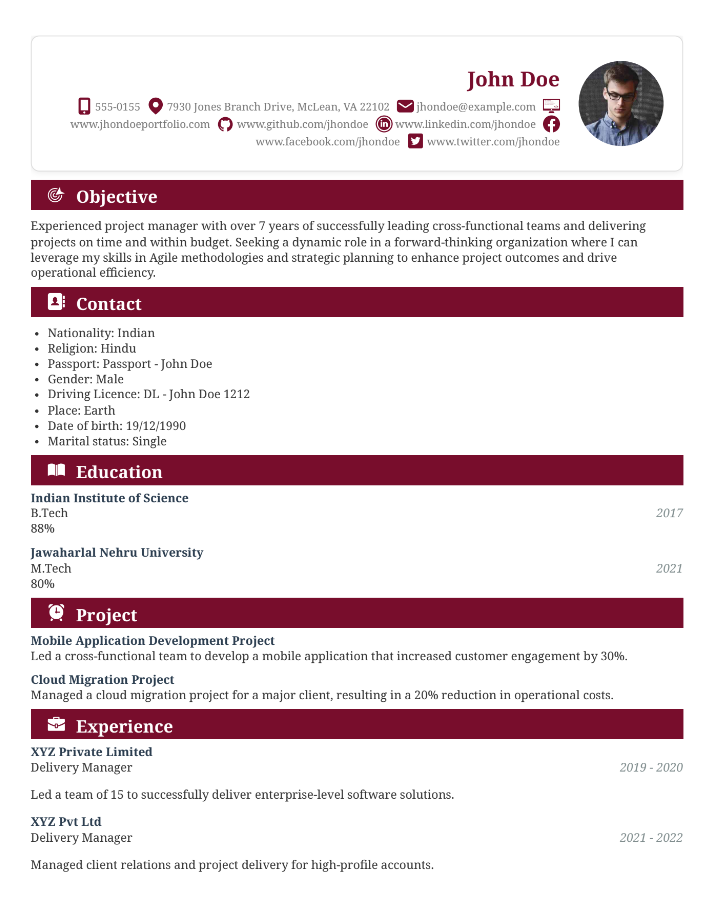 John Doe
555-0155 7930 Jones Branch Drive, McLean, VA 22102 jhondoe@example.com
www.jhondoeportfolio.com www.github.com/jhondoe www.linkedin.com/jhondoe
www.facebook.com/jhondoe www.twitter.com/jhondoe
Objective
Experienced project manager with over 7 years of successfully leading cross-functional teams and delivering
projects on time and within budget. Seeking a dynamic role in a forward-thinking organization where I can
leverage my skills in Agile methodologies and strategic planning to enhance project outcomes and drive
operational efficiency.
Contact
• Nationality: Indian
• Religion: Hindu
• Passport: Passport - John Doe
• Gender: Male
• Driving Licence: DL - John Doe 1212
• Place: Earth
• Date of birth: 19/12/1990
• Marital status: Single
Education
Indian Institute of Science
B.Tech 2017
88%
Jawaharlal Nehru University
M.Tech 2021
80%
Project
Mobile Application Development Project
Led a cross-functional team to develop a mobile application that increased customer engagement by 30%.
Cloud Migration Project
Managed a cloud migration project for a major client, resulting in a 20% reduction in operational costs.
Experience
XYZ Private Limited
Delivery Manager 2019 - 2020
Led a team of 15 to successfully deliver enterprise-level software solutions.
XYZ Pvt Ltd
Delivery Manager 2021 - 2022
Managed client relations and project delivery for high-profile accounts.